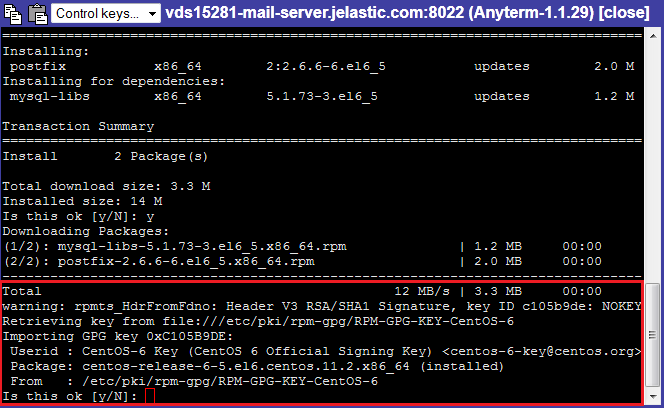 Control keys... vds15281-mail-server.jelastic.com:8022 (Anyterm-1.1.29) [close]
================================================================================
Installing:
postfix x86_64 2:2.6.6-6.el6_5 updates 2.0 M
Installing for dependencies:
mysql-libs x86_64 5.1.73-3.el6_5 updates 1.2 M
Transaction Summary
================================================================================
Install 2 Package(s)
Total download size: 3.3 M
Installed size: 14 M
Is this ok [y/N]: y
Downloading Packages:
(1/2): mysql-libs-5.1.73-3.el6_5.x86_64.rpm | 1.2 MB 00:00
(2/2): postfix-2.6.6-6.el6_5.x86_64.rpm | 2.0 MB 00:00
--------------------------------------------------------------------------------
Total 12 MB/s | 3.3 MB 00:00
warning: rpmts_HdrFromFdno: Header V3 RSA/SHA1 Signature, key ID c105b9de: NOKEY
Retrieving key from file:///etc/pki/rpm-gpg/RPM-GPG-KEY-CentOS-6
Importing GPG key 0xC105B9DE:
Userid : CentOS-6 Key (CentOS 6 Official Signing Key) <centos-6-key@centos.org>
Package: centos-release-6-5.el6.centos.11.2.x86_64 (installed)
From : /etc/pki/rpm-gpg/RPM-GPG-KEY-CentOS-6
Is this ok [y/N]: